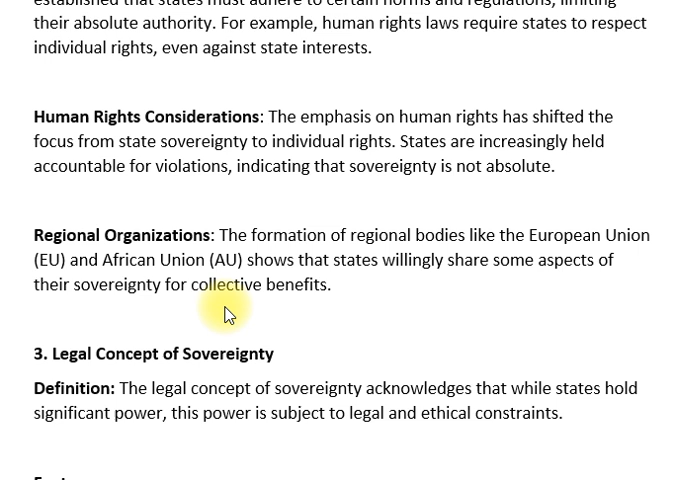 established that states must adhere to certain norms and regulations, limiting
their absolute authority. For example, human rights laws require states to respect
individual rights, even against state interests.
Human Rights Considerations: The emphasis on human rights has shifted the
focus from state sovereignty to individual rights. States are increasingly held
accountable for violations, indicating that sovereignty is not absolute.
Regional Organizations: The formation of regional bodies like the European Union
(EU) and African Union (AU) shows that states willingly share some aspects of
their sovereignty for collective benefits.
3. Legal Concept of Sovereignty
Definition: The legal concept of sovereignty acknowledges that while states hold
significant power, this power is subject to legal and ethical constraints.